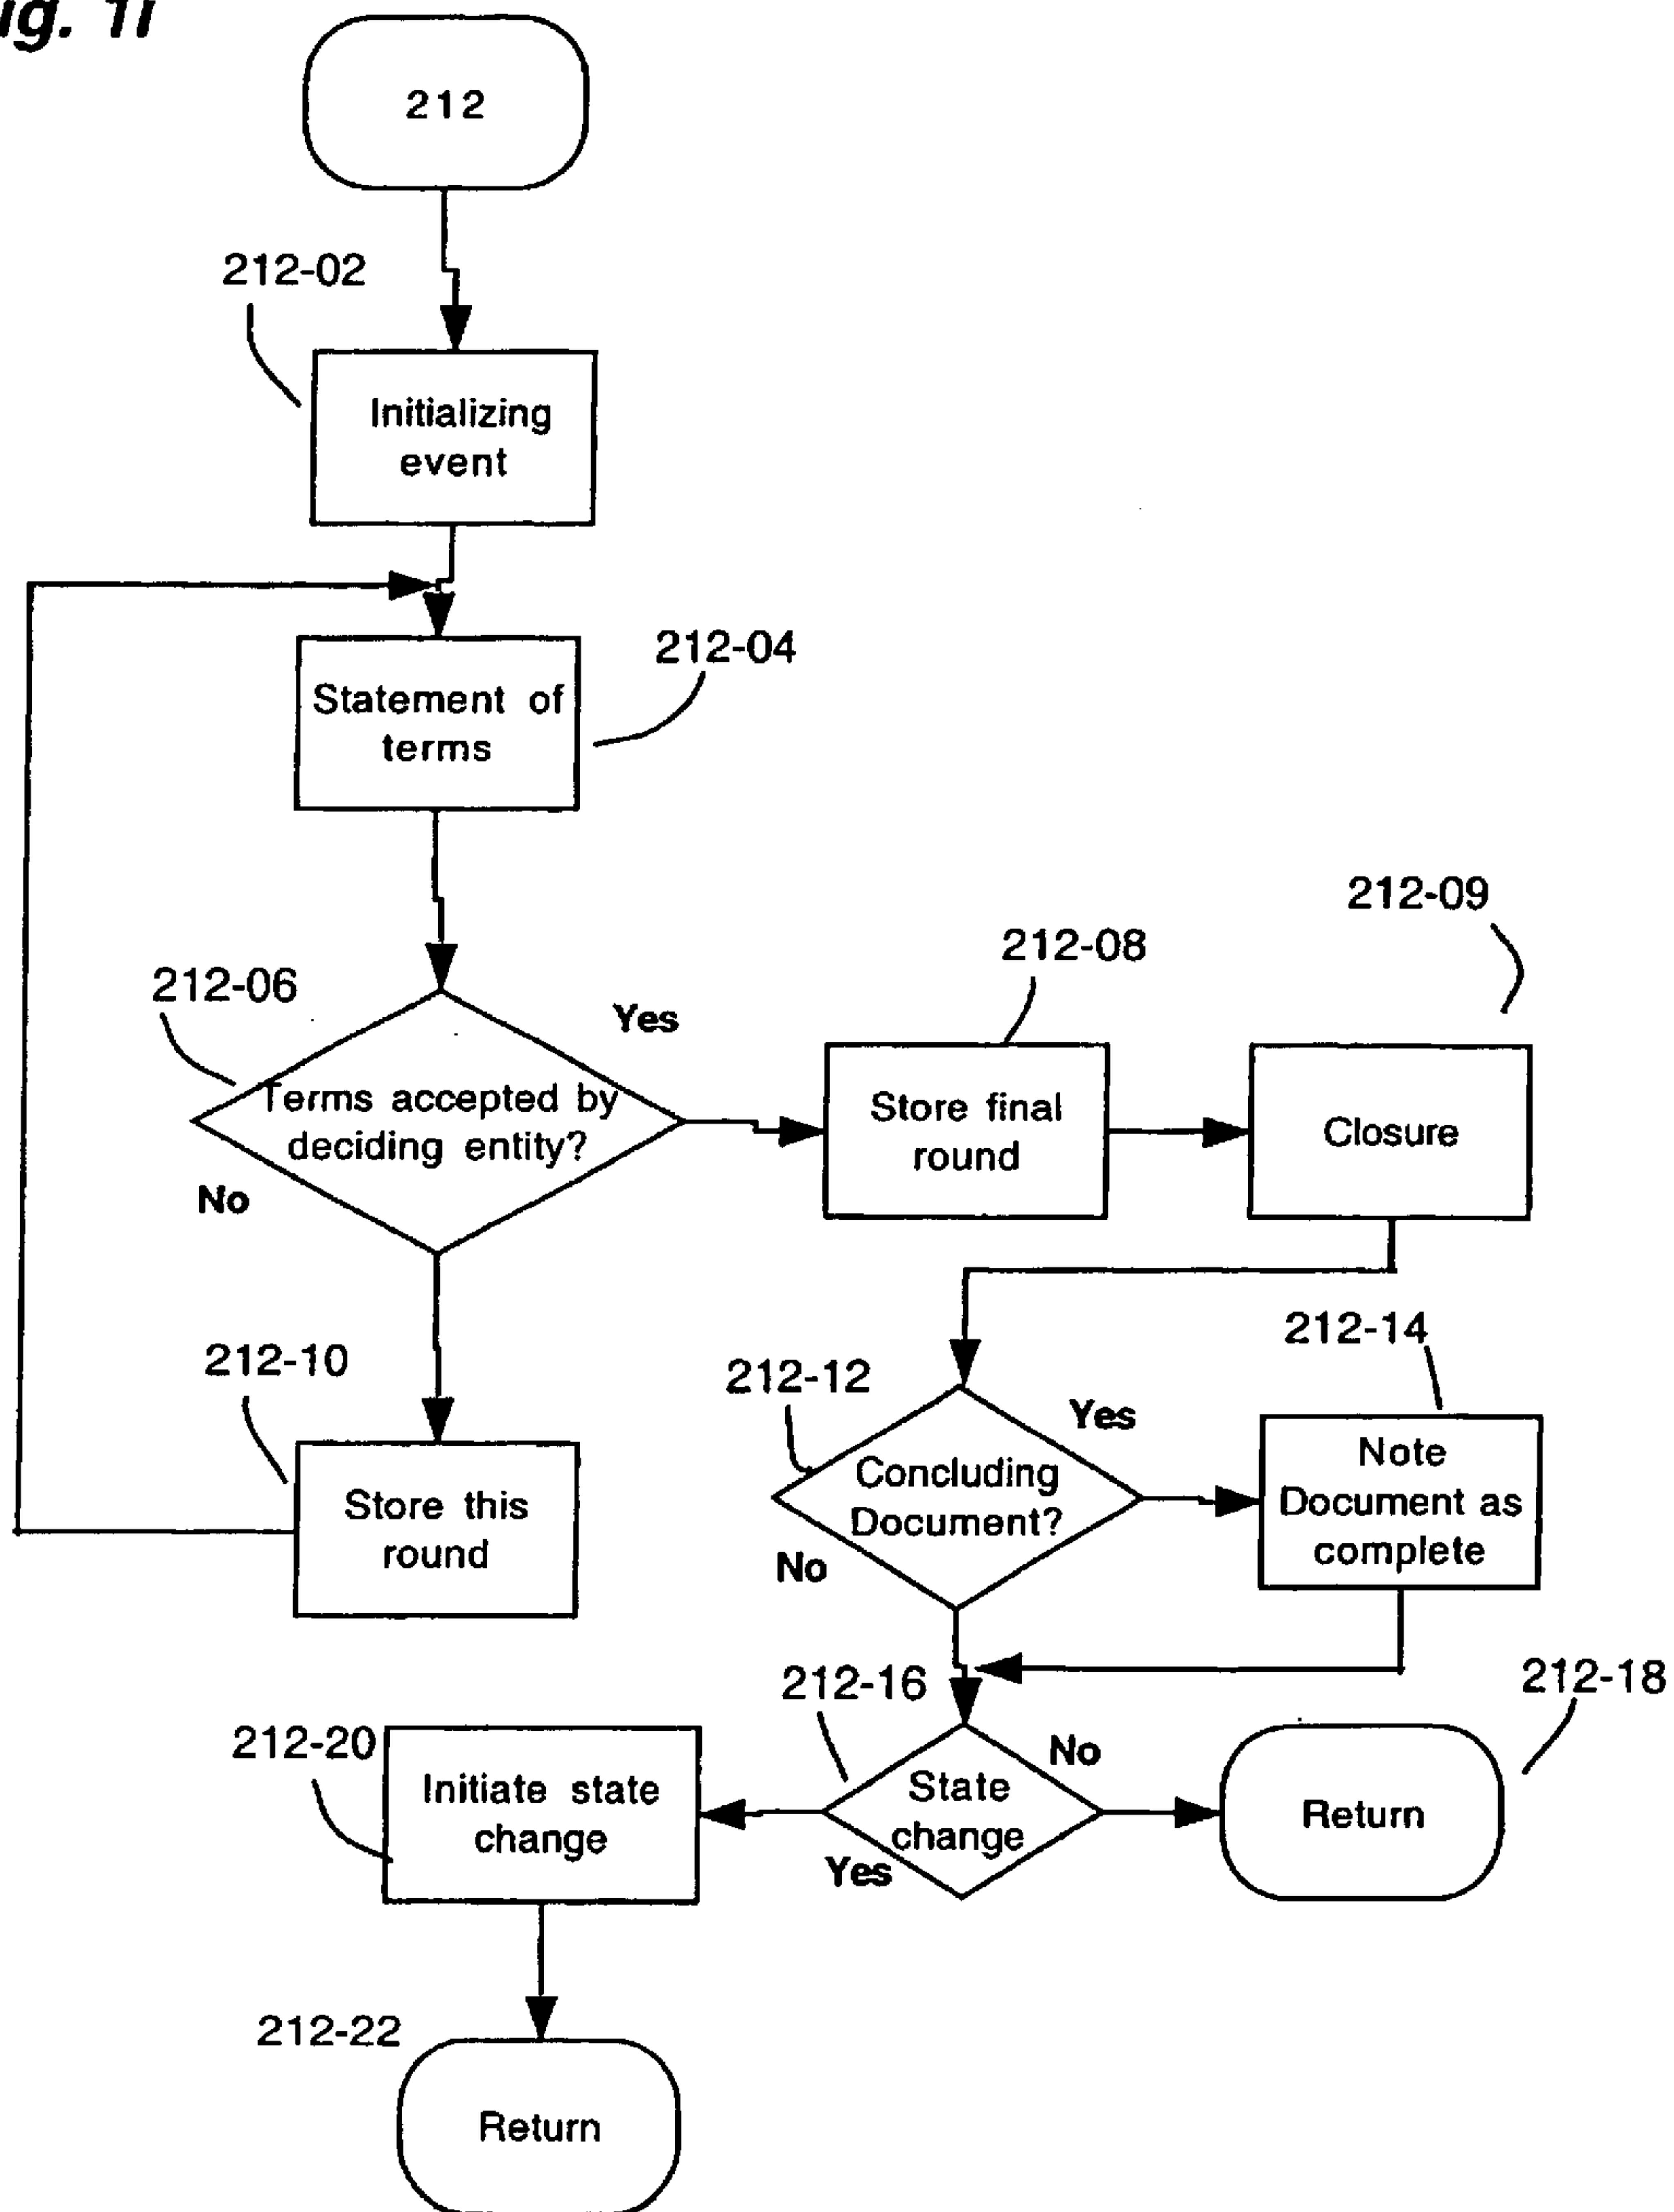 ig. 1i
212
212-02
Initializing
event
212-04
Statement of
terms
212-09
212-08
212-06
Yes
Terms accepted by
deciding entity?
No
Store final
round
Closure
212-14
212-10
212-12
Yes
Store this
round
Concluding
Document?
No
Note
Document as
complete
212-16
212-18
212-20
No
Initiate state
change
State
change
Yes
Return
212-22
Return